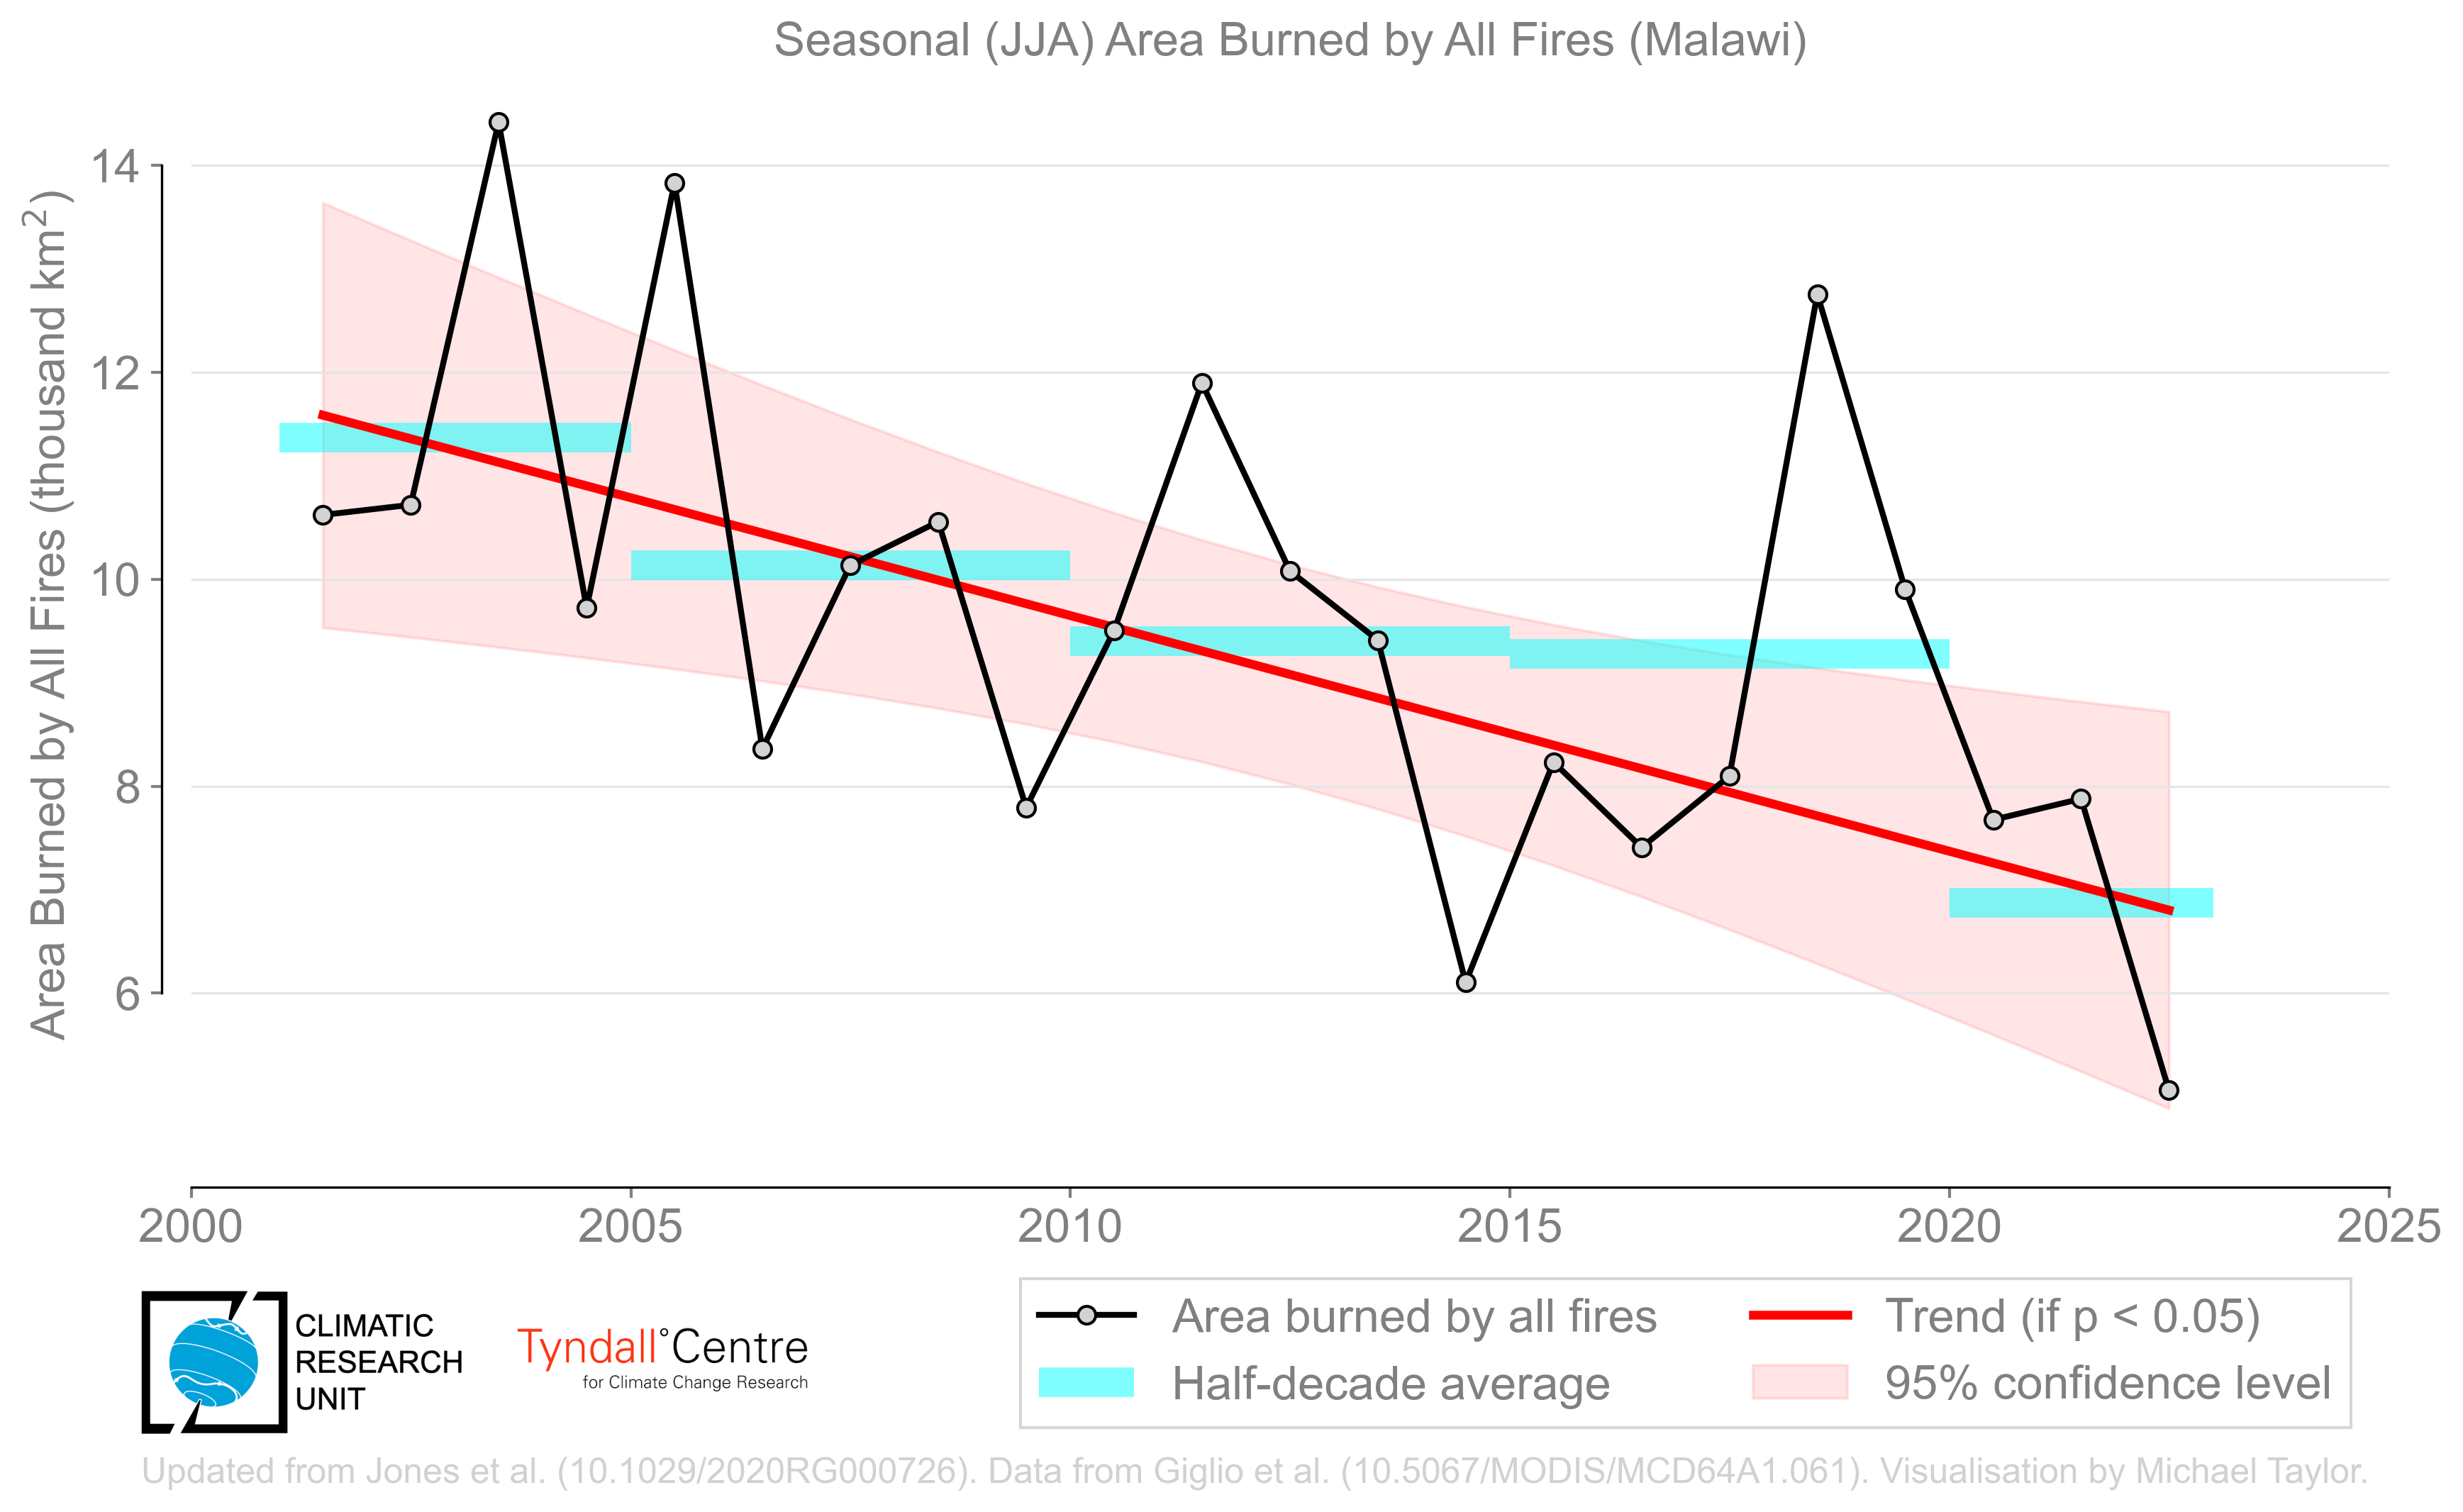 Seasonal (JJA) Area Burned by All Fires (Malawi)
Area Burned by All Fires (thousand km²)
14
12
10
8
6
2000 2005 2010 2015 2020 2025
CLIMATIC
RESEARCH
UNIT
Tyndall°Centre
for Climate Change Research
Area burned by all fires
Half-decade average
Trend (if p < 0.05)
95% confidence level
Updated from Jones et al. (10.1029/2020RG000726). Data from Giglio et al. (10.5067/MODIS/MCD64A1.061). Visualisation by Michael Taylor.